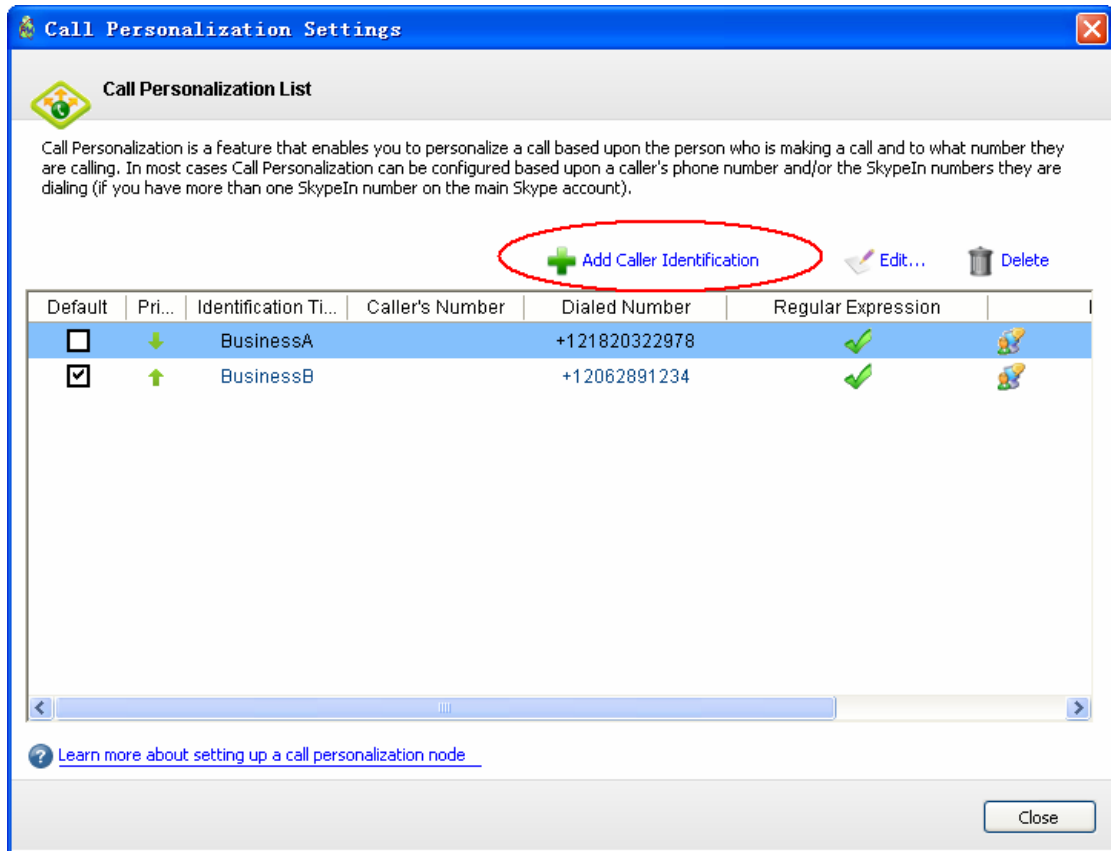 Call Personalization Settings
Call Personalization List
Call Personalization is a feature that enables you to personalize a call based upon the person who is making a call and to what number they
are calling. In most cases Call Personalization can be configured based upon a caller's phone number and/or the SkypeIn numbers they are
dialing (if you have more than one SkypeIn number on the main Skype account).
Add Caller Identification Edit... Delete
Default Pri... Identification Ti... Caller's Number Dialed Number Regular Expression
BusinessA +121820322978
BusinessB +12062891234
Learn more about setting up a call personalization node
Close